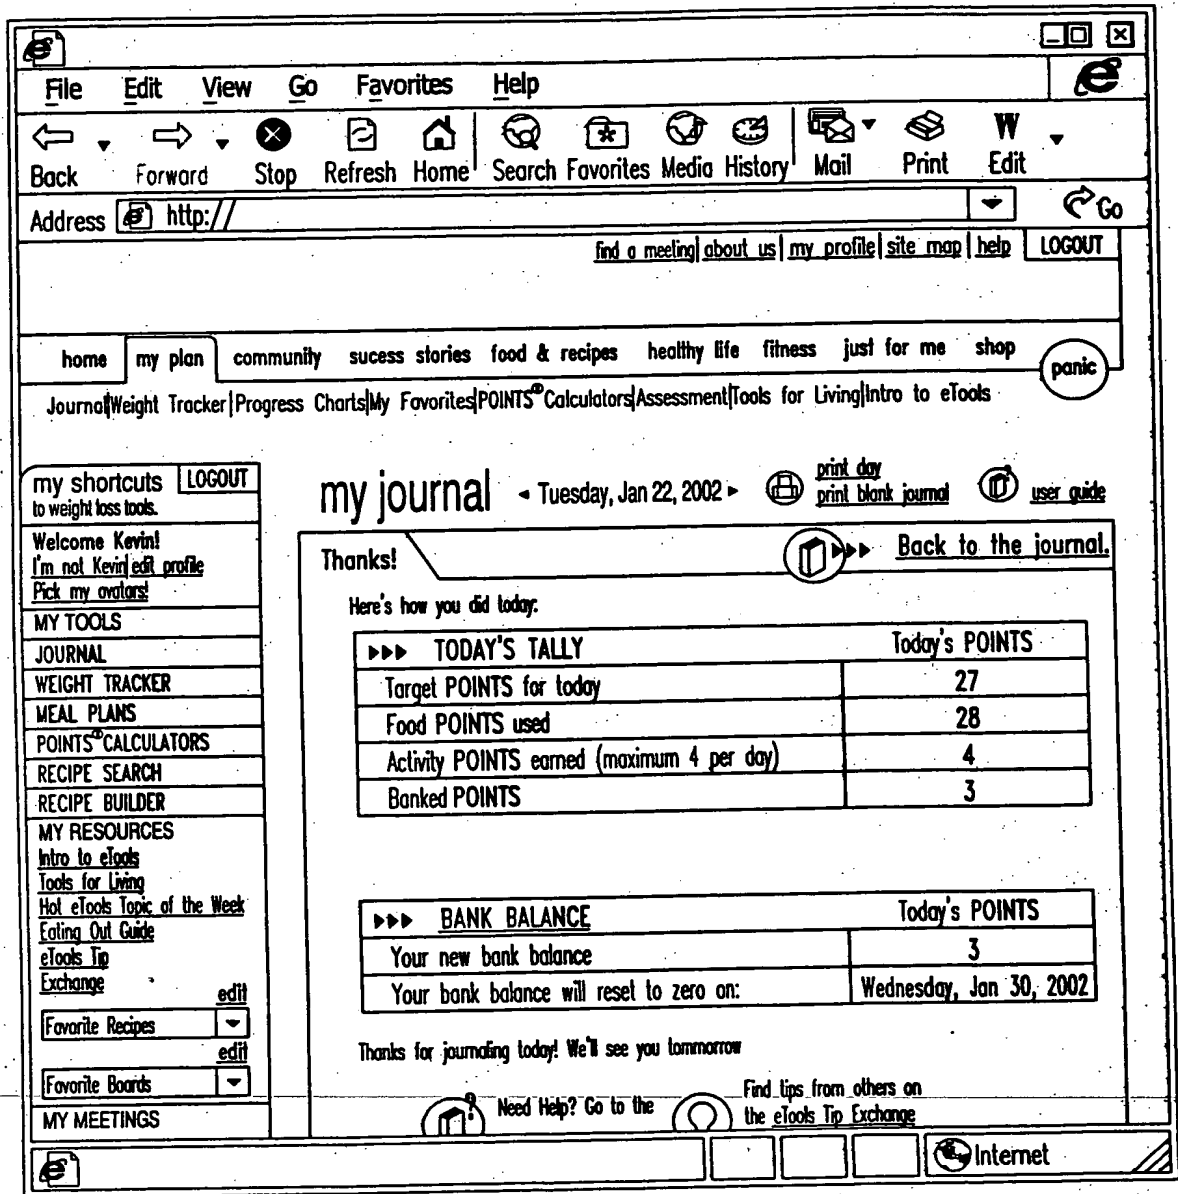 File Edit View Go Favorites Help
Back Forward Stop Refresh Home Search Favorites Media History Mail Print Edit
Address http:// Go
find a meeting| about us| my profile| site map| help LOGOUT
home my plan community sucess stories food & recipes healthy life fitness just for me shop panic
Journal|Weight Tracker|Progress Charts|My Favorites|POINTS® Calculators|Assessment|Tools for Living|Intro to eTools
my shortcuts LOGOUT
to weight loss tools.
Welcome Kevin!
I'm not Kevin| edit profile
Pick my avatars!
MY TOOLS
JOURNAL
WEIGHT TRACKER
MEAL PLANS
POINTS® CALCULATORS
RECIPE SEARCH
RECIPE BUILDER
MY RESOURCES
Intro to eTools
Tools for Living
Hot eTools Topic of the Week
Eating Out Guide
eTools Tip
Exchange
edit
Favorite Recipes
edit
Favorite Boards
MY MEETINGS
my journal ◂ Tuesday, Jan 22, 2002 ▸
print day
print blank journal
user guide
Thanks!
Back to the journal.
Here's how you did today:
TODAY'S TALLY Today's POINTS
Target POINTS for today 27
Food POINTS used 28
Activity POINTS earned (maximum 4 per day) 4
Banked POINTS 3
BANK BALANCE Today's POINTS
Your new bank balance 3
Your bank balance will reset to zero on: Wednesday, Jan 30, 2002
Thanks for journaling today! We'll see you tommorrow
Need Help? Go to the
Find tips from others on
the eTools Tip Exchange
Internet